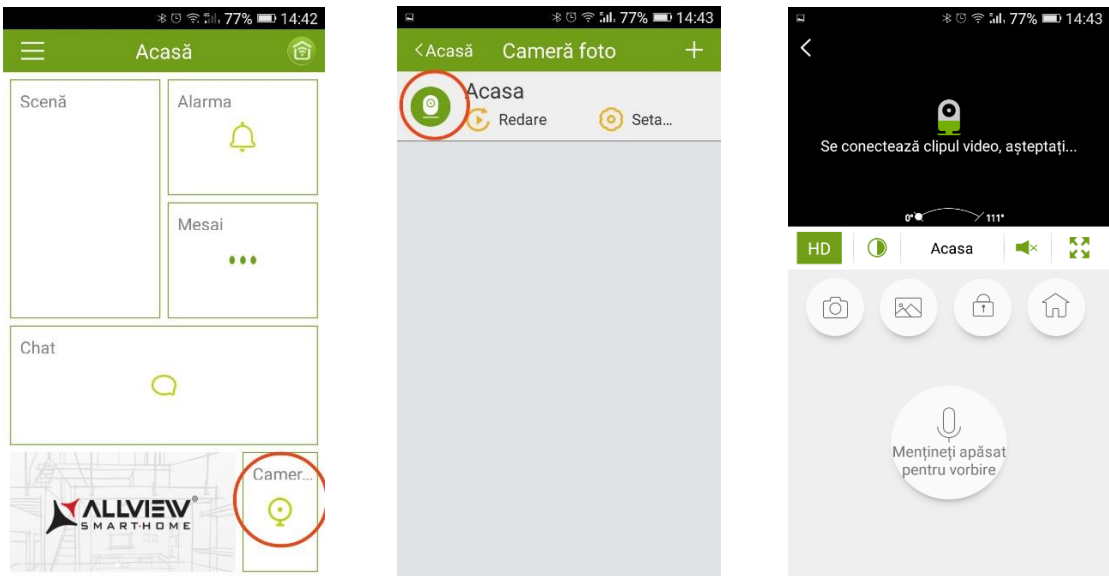 77% 14:42
Acasă
Scenă
Alarma
Mesai
Chat
ALLVIEW®
SMART-HOME
Camer...
77% 14:43
<Acasă Cameră foto +
Acasa
Redare Seta...
77% 14:43
Se conectează clipul video, așteptați...
0° 111°
HD Acasa
Mențineți apăsat
pentru vorbire